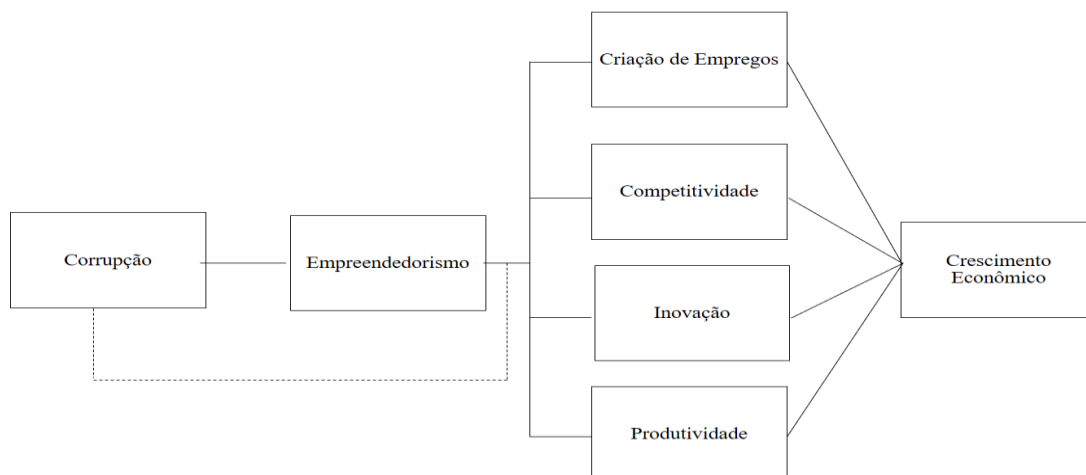 Corrupção
Empreendedorismo
Criação de Empregos
Competitividade
Inovação
Produtividade
Crescimento
Econômico